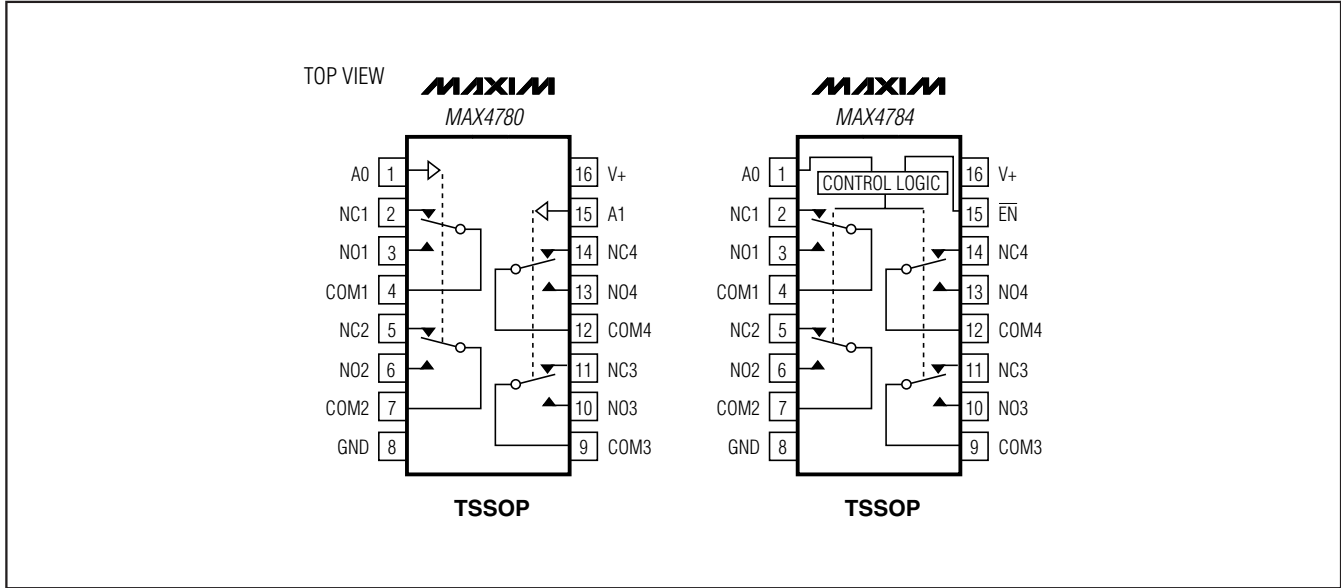 TOP VIEW
MAXIM
MAX4780
A0 1
NC1 2
NO1 3
COM1 4
NC2 5
NO2 6
COM2 7
GND 8
16 V+
15 A1
14 NC4
13 NO4
12 COM4
11 NC3
10 NO3
9 COM3
TSSOP
MAXIM
MAX4784
CONTROL LOGIC
A0 1
NC1 2
NO1 3
COM1 4
NC2 5
NO2 6
COM2 7
GND 8
16 V+
15 E̅N̅
14 NC4
13 NO4
12 COM4
11 NC3
10 NO3
9 COM3
TSSOP